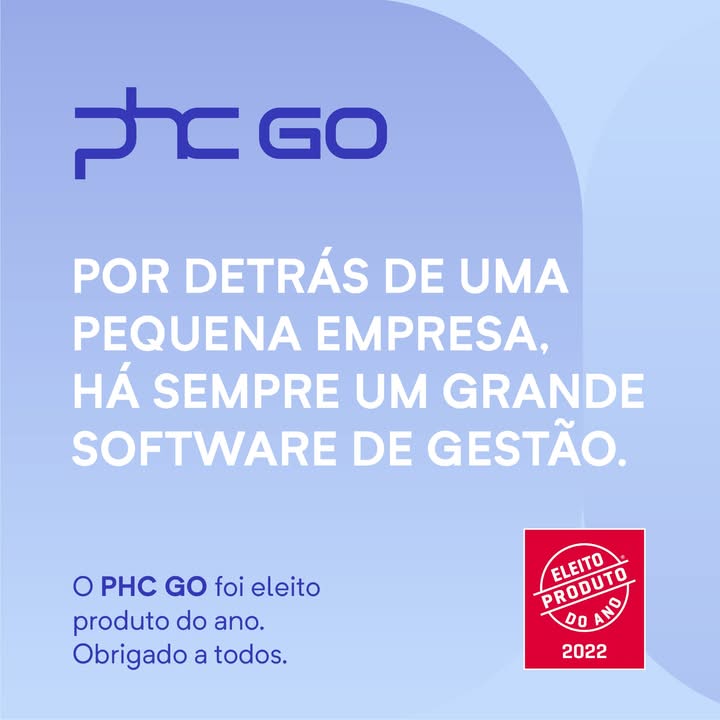 phc GO
POR DETRÁS DE UMA
PEQUENA EMPRESA,
HÁ SEMPRE UM GRANDE
SOFTWARE DE GESTÃO.
O PHC GO foi eleito
produto do ano.
Obrigado a todos.
ELEITO
PRODUTO
DO ANO
2022